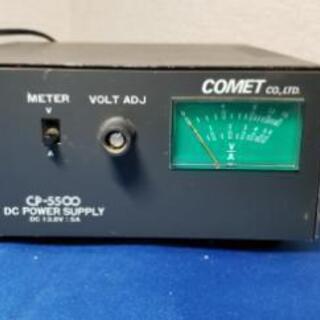 COMET CO., LTD.
METER
V
VOLT ADJ
A
V
A
CP-5500
DC POWER SUPPLY
DC 13.8V : 5A